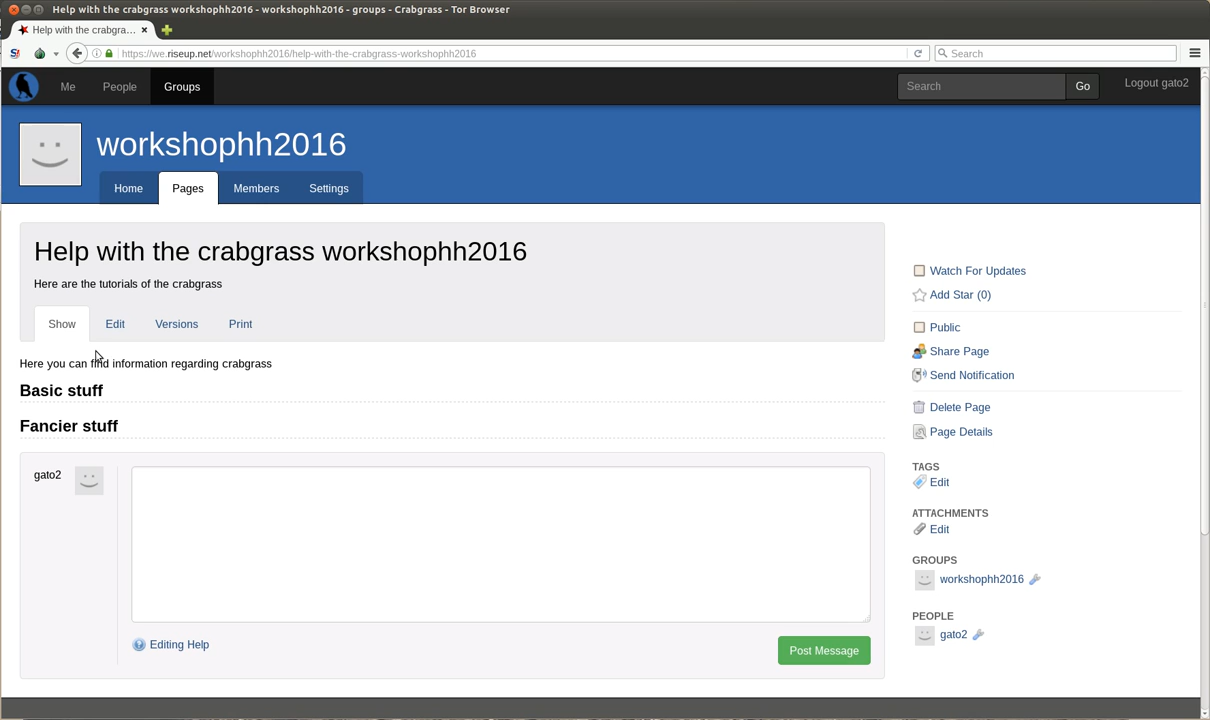 Help with the crabgrass workshophh2016 - workshophh2016 - groups - Crabgrass - Tor Browser
Help with the crabgra...
https://we.riseup.net/workshophh2016/help-with-the-crabgrass-workshophh2016
Search
Me People Groups
Search Go
Logout gato2
workshophh2016
Home Pages Members Settings
Help with the crabgrass workshophh2016
Here are the tutorials of the crabgrass
Show Edit Versions Print
Here you can find information regarding crabgrass
Basic stuff
Fancier stuff
gato2
Editing Help
Post Message
Watch For Updates
Add Star (0)
Public
Share Page
Send Notification
Delete Page
Page Details
TAGS
Edit
ATTACHMENTS
Edit
GROUPS
workshophh2016
PEOPLE
gato2